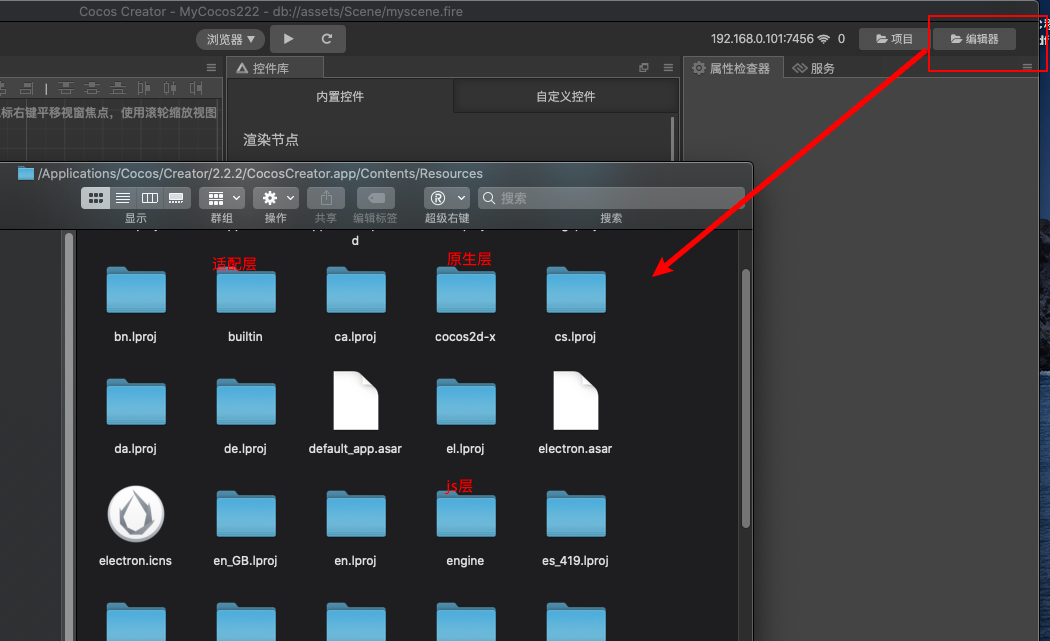 Cocos Creator - MyCocos222 - db://assets/Scene/myscene.fire
浏览器 ▼
192.168.0.101:7456 0
项目
编辑器
控件库
属性检查器
服务
内置控件
自定义控件
标右键平移视窗焦点，使用滚轮缩放视图
渲染节点
/Applications/Cocos/Creator/2.2.2/CocosCreator.app/Contents/Resources
搜索
显示
群组
操作
共享
编辑标签
超级右键
搜索
d
适配层
原生层
bn.lproj
builtin
ca.lproj
cocos2d-x
cs.lproj
da.lproj
de.lproj
default_app.asar
el.lproj
electron.asar
js层
electron.icns
en_GB.lproj
en.lproj
engine
es_419.lproj